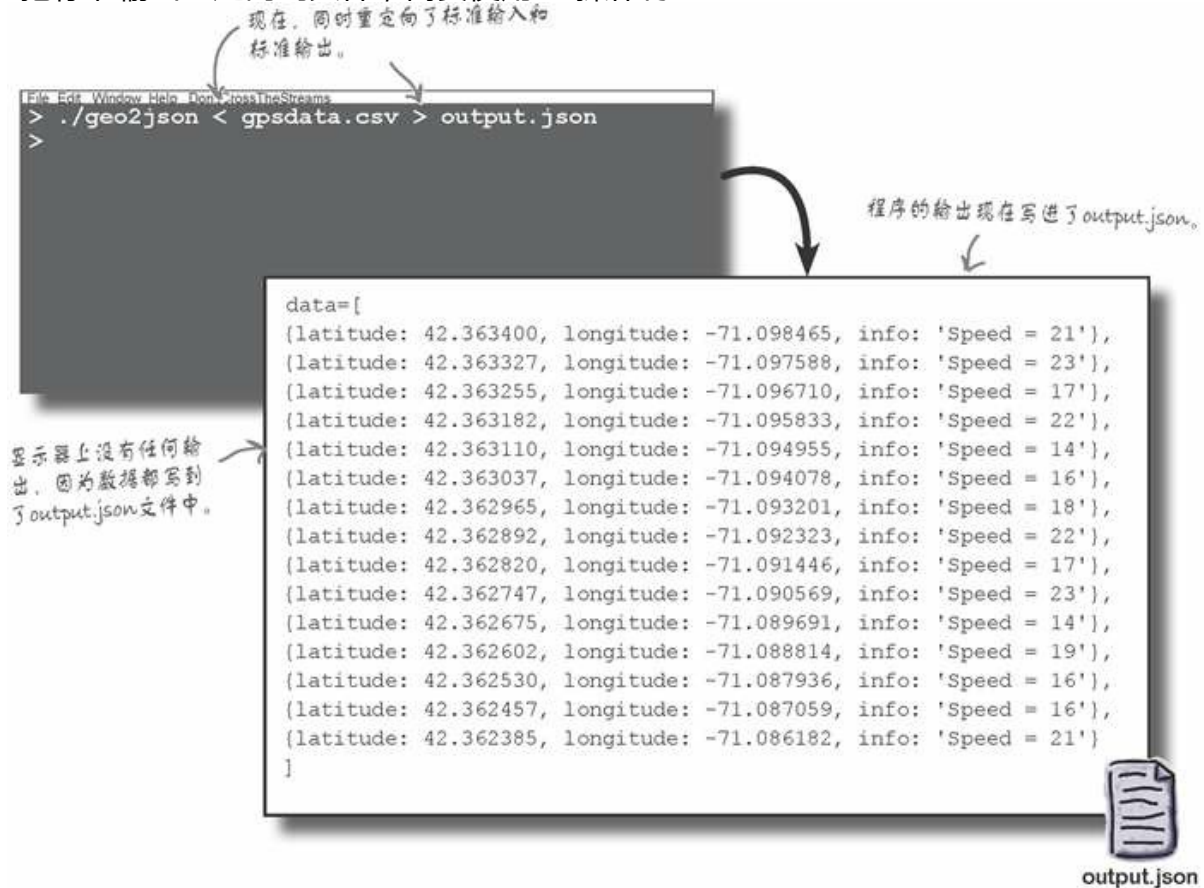 现在，同时重定向了标准输入和
标准输出。
File Edit Window Help Don'tCrossTheStreams
> ./geo2json < gpsdata.csv > output.json
>
程序的输出现在写进了output.json。
data=[
{latitude: 42.363400, longitude: -71.098465, info: 'Speed = 21'},
{latitude: 42.363327, longitude: -71.097588, info: 'Speed = 23'},
{latitude: 42.363255, longitude: -71.096710, info: 'Speed = 17'},
{latitude: 42.363182, longitude: -71.095833, info: 'Speed = 22'},
{latitude: 42.363110, longitude: -71.094955, info: 'Speed = 14'},
{latitude: 42.363037, longitude: -71.094078, info: 'Speed = 16'},
{latitude: 42.362965, longitude: -71.093201, info: 'Speed = 18'},
{latitude: 42.362892, longitude: -71.092323, info: 'Speed = 22'},
{latitude: 42.362820, longitude: -71.091446, info: 'Speed = 17'},
{latitude: 42.362747, longitude: -71.090569, info: 'Speed = 23'},
{latitude: 42.362675, longitude: -71.089691, info: 'Speed = 14'},
{latitude: 42.362602, longitude: -71.088814, info: 'Speed = 19'},
{latitude: 42.362530, longitude: -71.087936, info: 'Speed = 16'},
{latitude: 42.362457, longitude: -71.087059, info: 'Speed = 16'},
{latitude: 42.362385, longitude: -71.086182, info: 'Speed = 21'}
]
显示器上没有任何输
出，因为数据都写到
了output.json文件中。
output.json